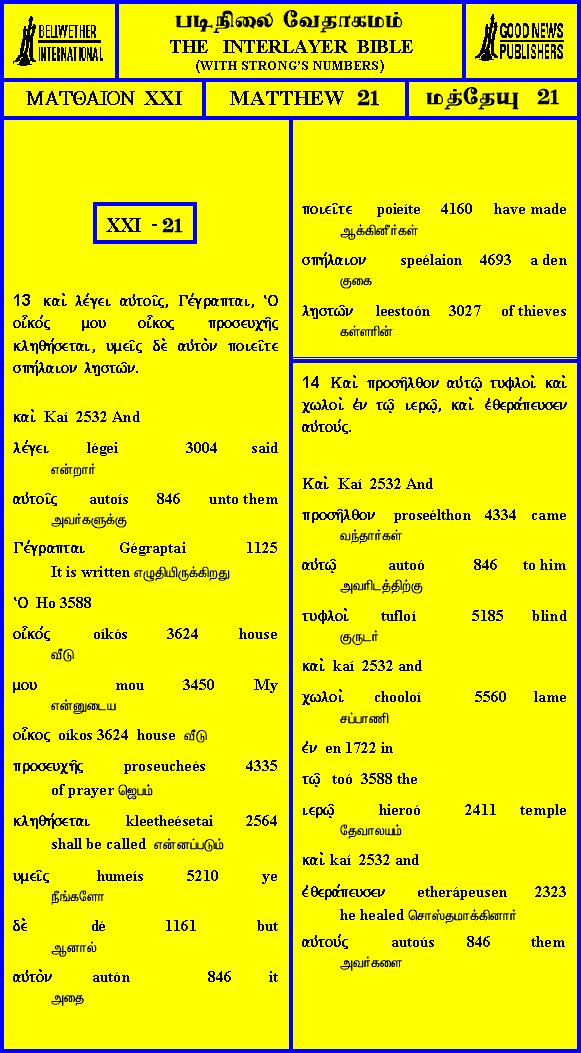 BELLWETHER
INTERNATIONAL
படிநிலை வேதாகமம்
THE INTERLAYER BIBLE
(WITH STRONG'S NUMBERS)
GOOD NEWS
PUBLISHERS
ΜΑΤΘΑΙΟΝ XXI
MATTHEW 21
மத்தேயு 21
XXI - 21
13 καὶ λέγει αὐτοῖς, Γέγραπται, Ὁ
οἶκός μου οἶκος προσευχῆς
κληθήσεται, υμεῖς δὲ αὐτὸν ποιεῖτε
σπήλαιον λῃστῶν.
καὶ Kaí 2532 And
λέγει légei 3004 said
என்றார்
αὐτοῖς autoís 846 unto them
அவர்களுக்கு
Γέγραπται Gégraptai 1125
It is written எழுதியிருக்கிறது
Ὁ Ho 3588
οἶκός oíkós 3624 house
வீடு
μου mou 3450 My
என்னுடைய
οἶκος oíkos 3624 house வீடு
προσευχῆς proseucheés 4335
of prayer ஜெபம்
κληθήσεται kleetheésetai 2564
shall be called என்னப்படும்
υμεῖς humeís 5210 ye
நீங்களோ
δὲ dé 1161 but
ஆனால்
αὐτὸν autón 846 it
அதை
ποιεῖτε poieíte 4160 have made
ஆக்கினீர்கள்
σπήλαιον speélaion 4693 a den
குகை
λῃστῶν leestoón 3027 of thieves
கள்ளரின்
14 Καὶ προσῆλθον αὐτῷ τυφλοὶ καὶ
χωλοὶ ἐν τῷ ιερῷ, καὶ ἐθεράπευσεν
αὐτούς.
Καὶ Kaí 2532 And
προσῆλθον proseélthon 4334 came
வந்தார்கள்
αὐτῷ autoó 846 to him
அவரிடத்திற்கு
τυφλοὶ tufloí 5185 blind
குருடர்
καὶ kaí 2532 and
χωλοὶ chooloí 5560 lame
சப்பாணி
ἐν en 1722 in
τῷ toó 3588 the
ιερῷ hieroó 2411 temple
தேவாலயம்
καὶ kaí 2532 and
ἐθεράπευσεν etherápeusen 2323
he healed சொஸ்தமாக்கினார்
αὐτούς autoús 846 them
அவர்களை